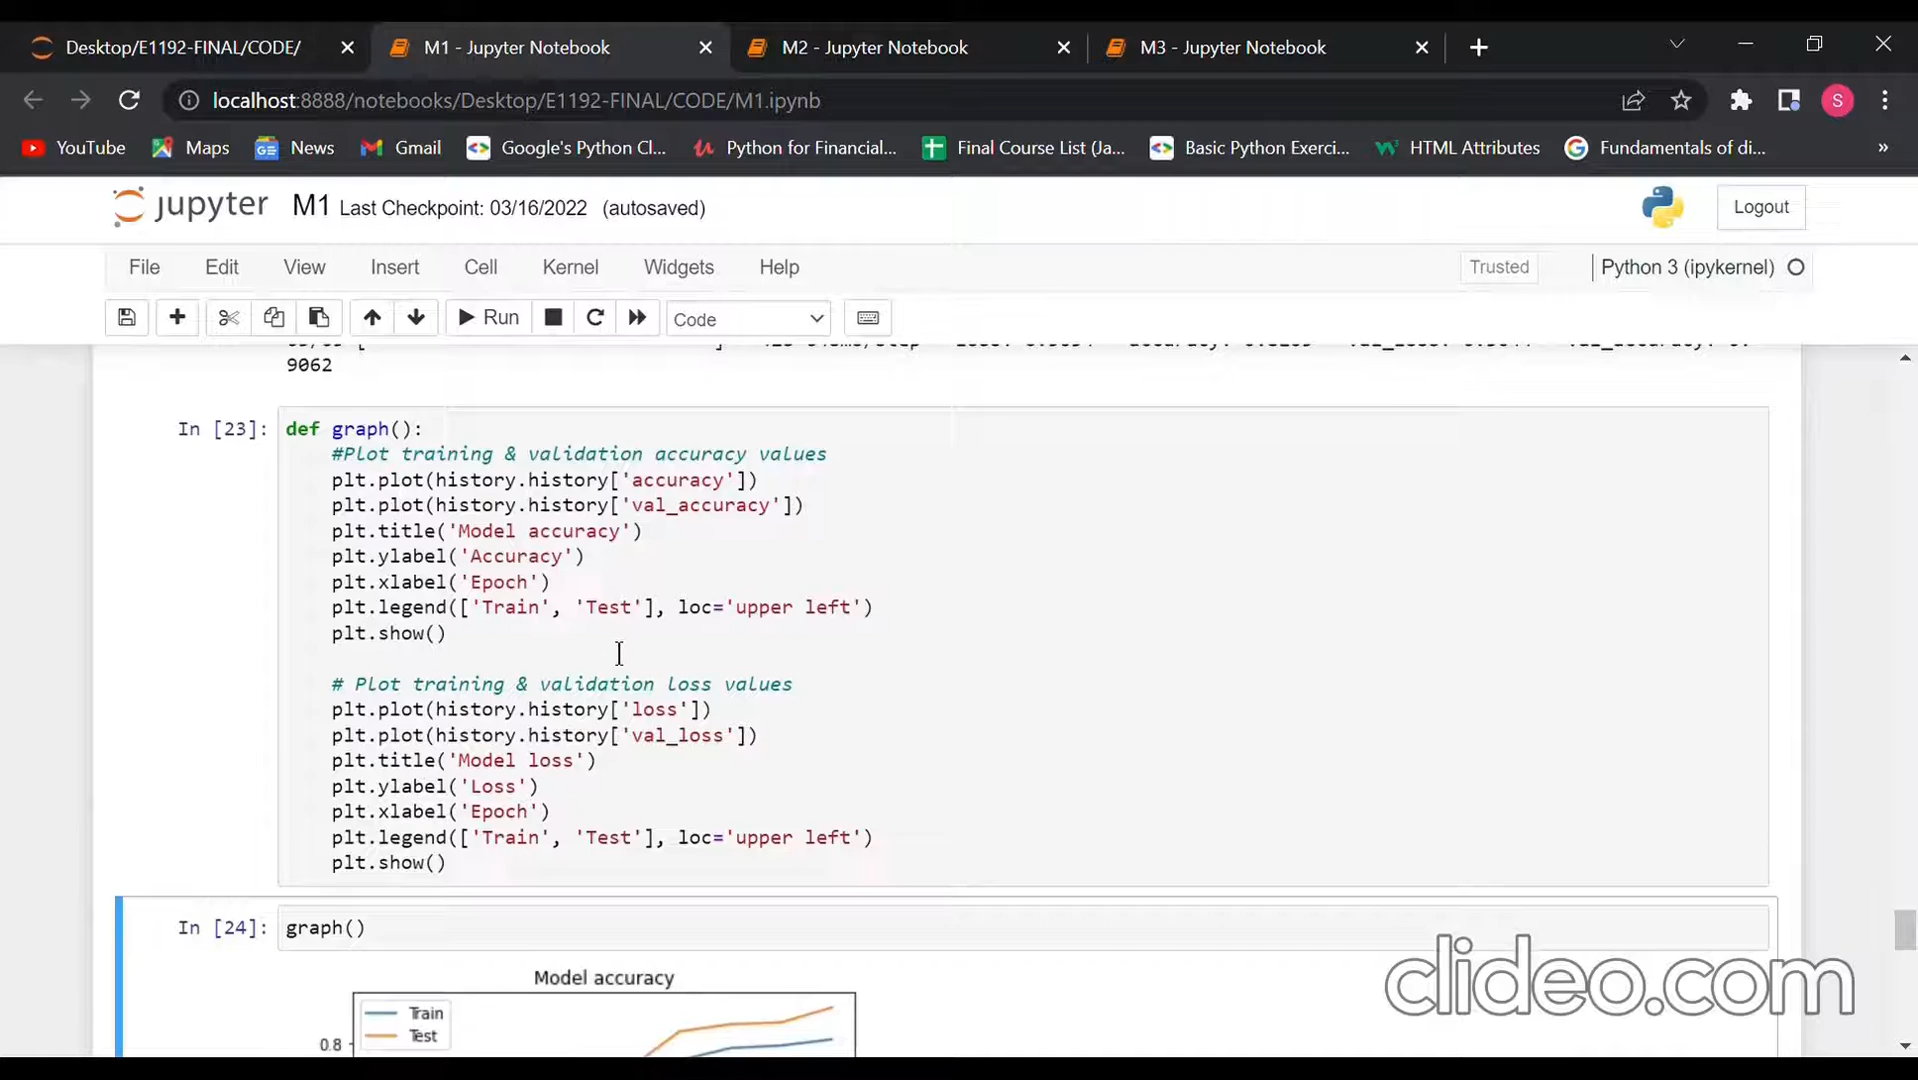 Desktop/E1192-FINAL/CODE/
M1 - Jupyter Notebook
M2 - Jupyter Notebook
M3 - Jupyter Notebook
localhost:8888/notebooks/Desktop/E1192-FINAL/CODE/M1.ipynb
S
YouTube
Maps
News
Gmail
Google's Python Cl...
Python for Financial...
Final Course List (Ja...
Basic Python Exerci...
HTML Attributes
Fundamentals of di...
»
jupyter M1 Last Checkpoint: 03/16/2022 (autosaved)
Logout
File Edit View Insert Cell Kernel Widgets Help
Trusted
Python 3 (ipykernel)
Run
Code
9062
In [23]: def graph():
#Plot training & validation accuracy values
plt.plot(history.history['accuracy'])
plt.plot(history.history['val_accuracy'])
plt.title('Model accuracy')
plt.ylabel('Accuracy')
plt.xlabel('Epoch')
plt.legend(['Train', 'Test'], loc='upper left')
plt.show()
# Plot training & validation loss values
plt.plot(history.history['loss'])
plt.plot(history.history['val_loss'])
plt.title('Model loss')
plt.ylabel('Loss')
plt.xlabel('Epoch')
plt.legend(['Train', 'Test'], loc='upper left')
plt.show()
In [24]: graph()
Model accuracy
Train
Test
0.8
clideo.com